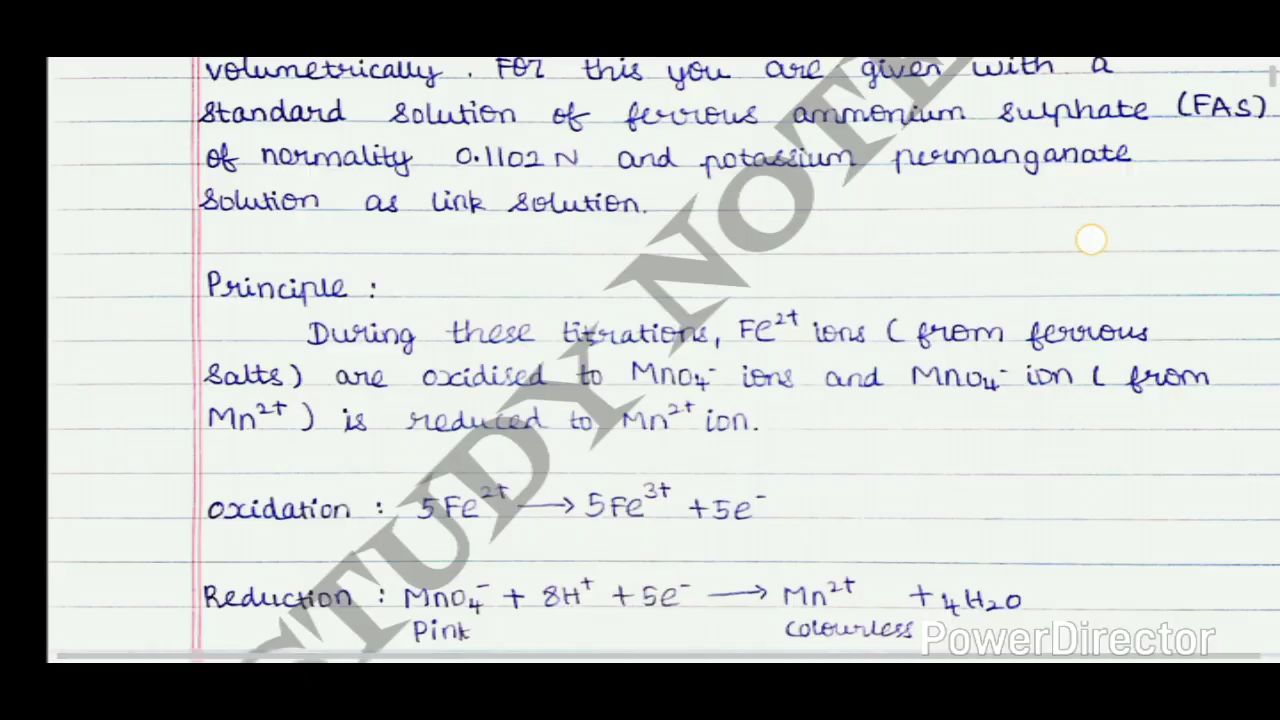 volumetrically. For this you are given with a
standard solution of ferrous ammonium sulphate (FAS)
of normality 0.1102 N and potassium permanganate
solution as link solution.
Principle :
During these titrations, Fe²⁺ ions ( from ferrous
salts) are oxidised to MnO₄⁻ ions and MnO₄⁻ ion ( from
Mn²⁺ ) is reduced to Mn²⁺ ion.
Oxidation : 5Fe²⁺ ⟶ 5Fe³⁺ + 5e⁻
Reduction : MnO₄⁻ + 8H⁺ + 5e⁻ ⟶ Mn²⁺ + 4H₂O
Pink colourless
STUDY NOTE
PowerDirector